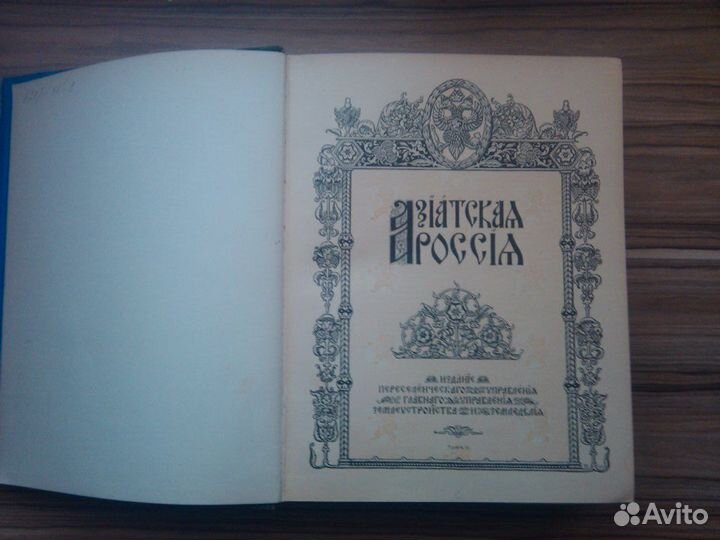 АЗІАТСКАЯ
РОССІЯ
ИЗДАНІЕ
ПЕРЕСЕЛЕНЧЕСКАГО УПРАВЛЕНІЯ
ГЛАВНАГО УПРАВЛЕНІЯ
ЗЕМЛЕУСТРОЙСТВА И ЗЕМЛЕДѢЛІЯ
Avito